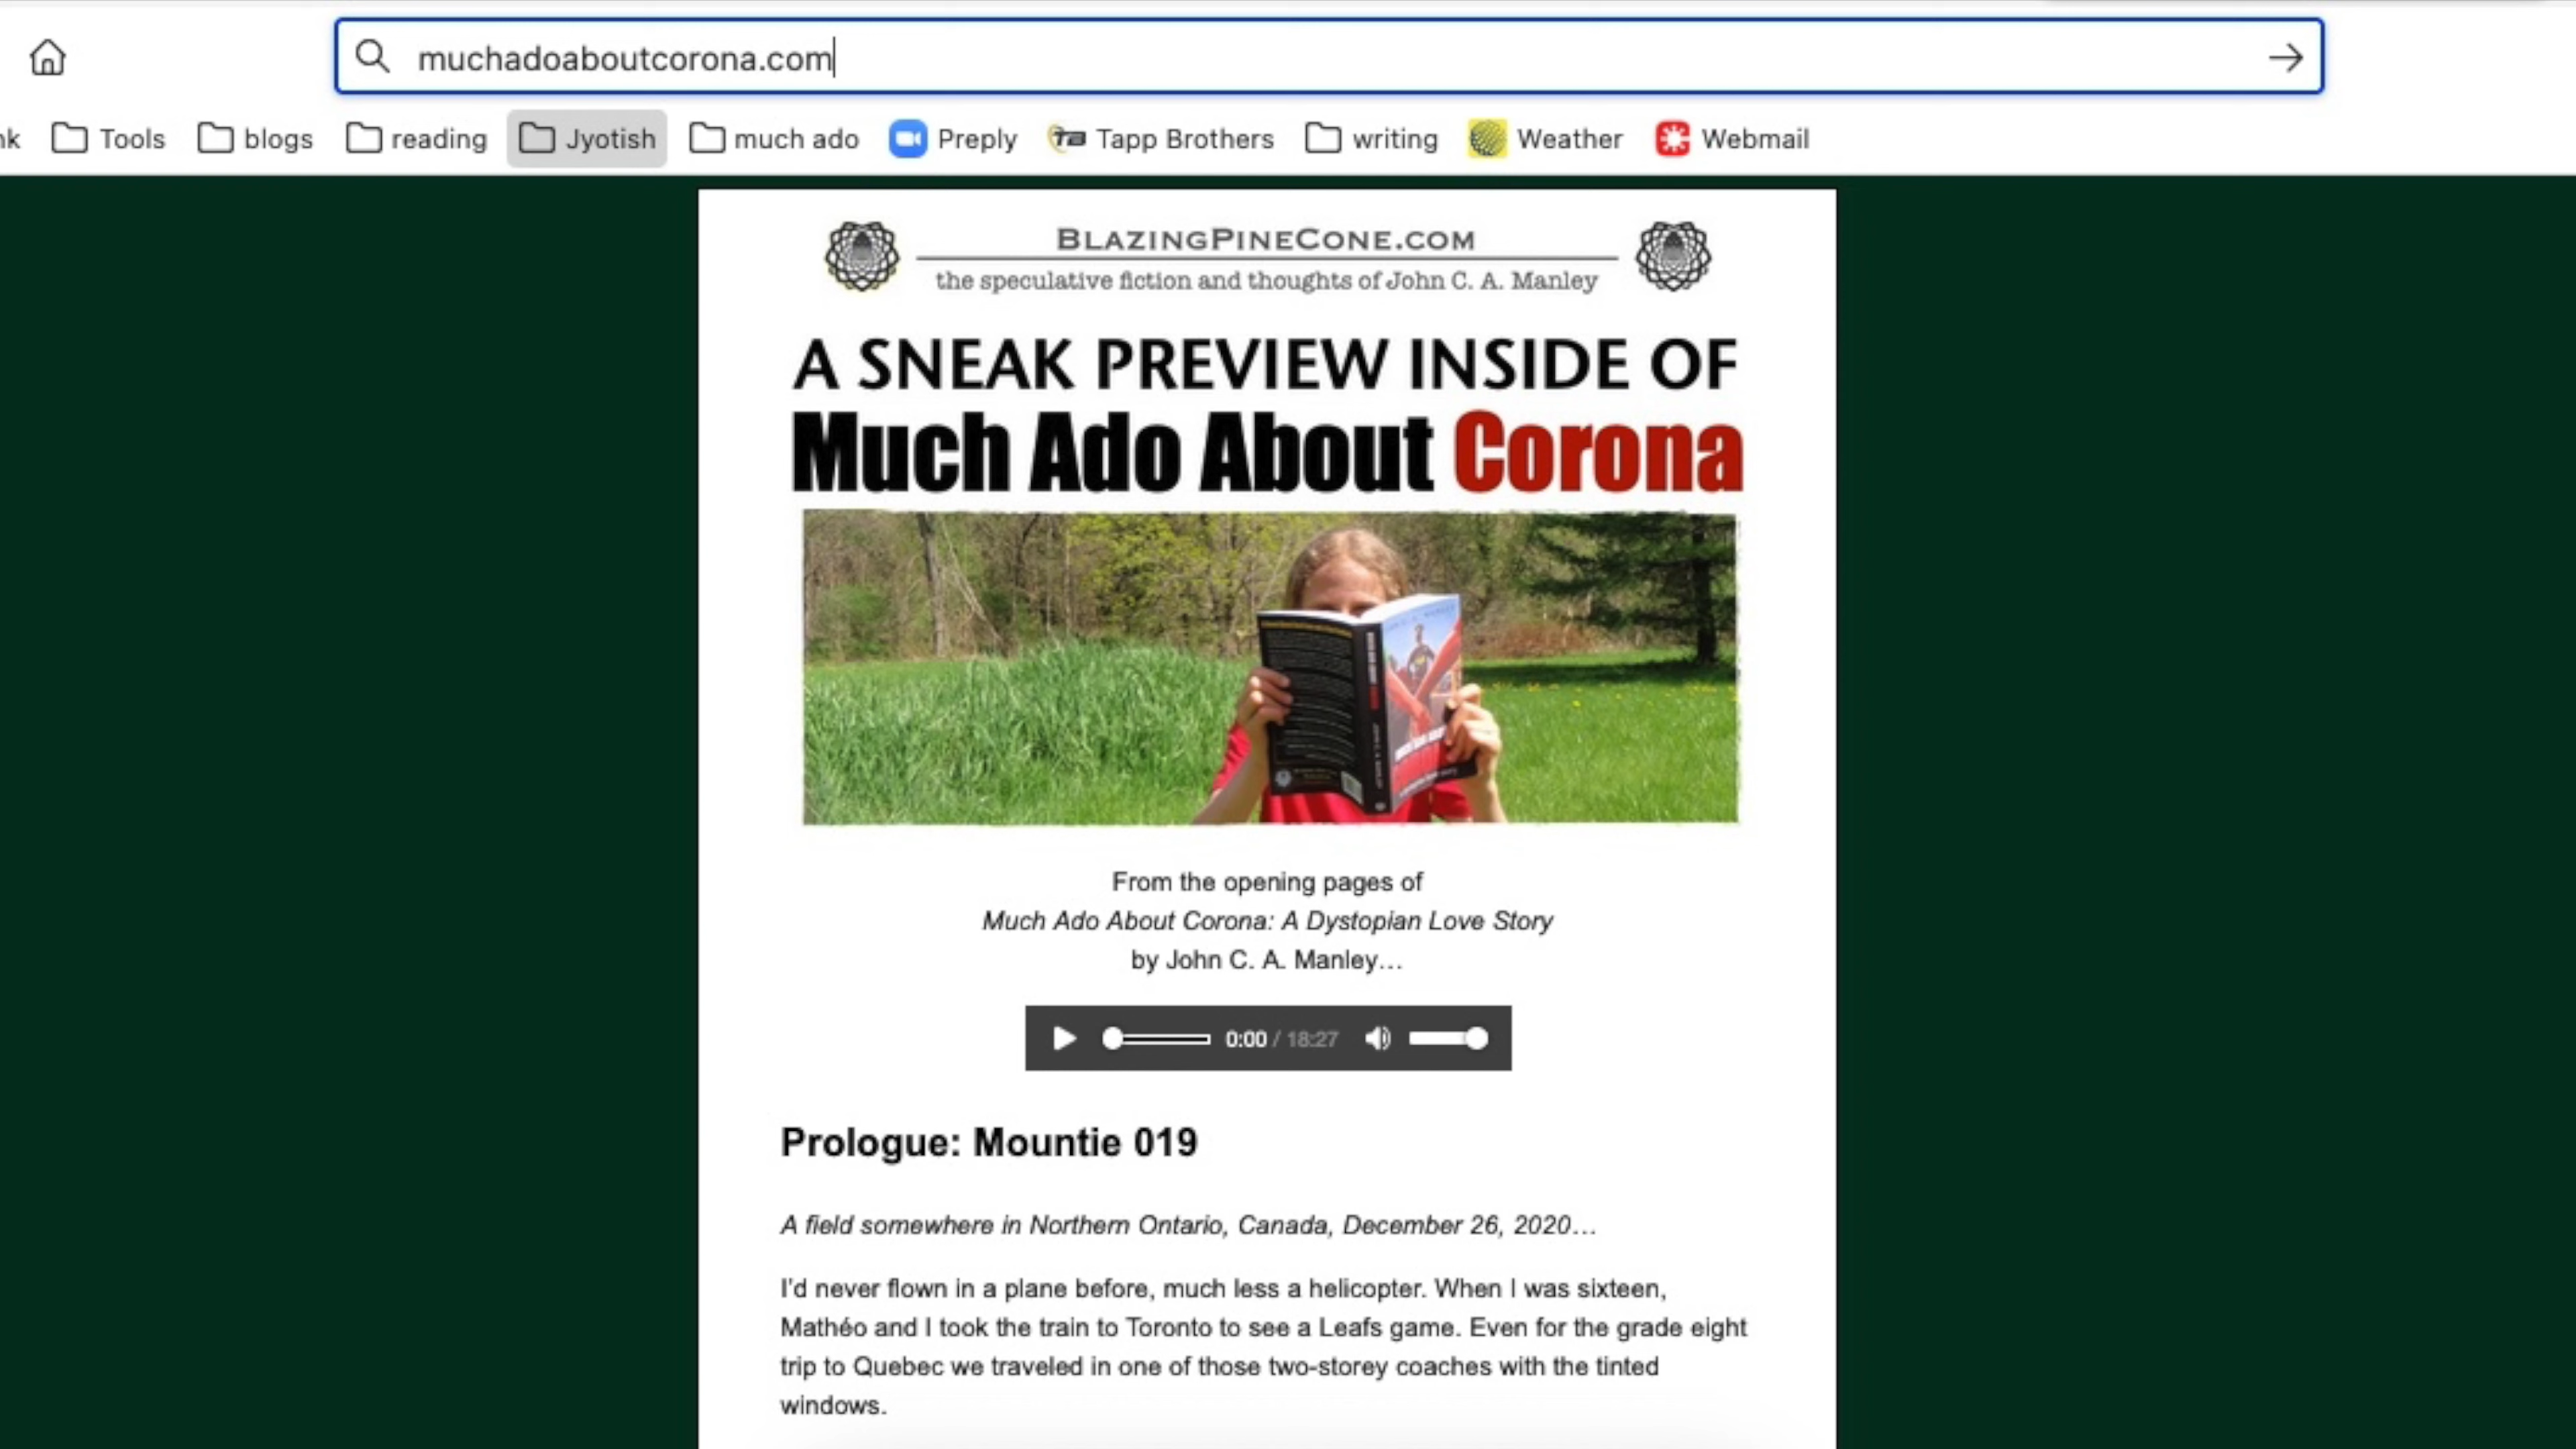 muchadoaboutcorona.com
nk Tools blogs reading Jyotish much ado Preply TB Tapp Brothers writing Weather Webmail
BLAZINGPINECONE.COM
the speculative fiction and thoughts of John C. A. Manley
A SNEAK PREVIEW INSIDE OF
Much Ado About Corona
From the opening pages of
Much Ado About Corona: A Dystopian Love Story
by John C. A. Manley...
0:00 / 18:27
Prologue: Mountie 019
A field somewhere in Northern Ontario, Canada, December 26, 2020...
I'd never flown in a plane before, much less a helicopter. When I was sixteen,
Mathéo and I took the train to Toronto to see a Leafs game. Even for the grade eight
trip to Quebec we traveled in one of those two-storey coaches with the tinted
windows.